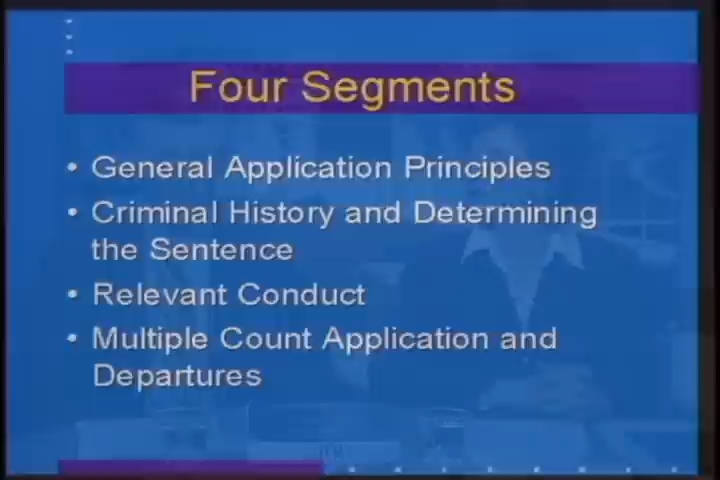 Four Segments
• General Application Principles
• Criminal History and Determining
the Sentence
• Relevant Conduct
• Multiple Count Application and
Departures